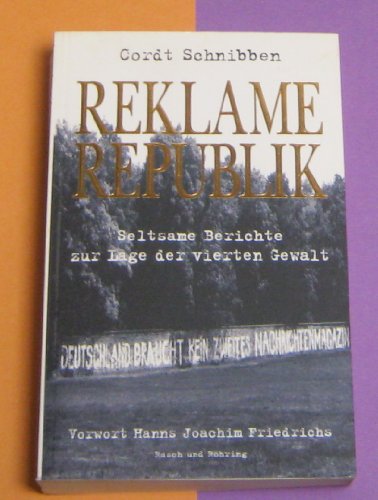 Cordt Schnibben
REKLAME
REPUBLIK
Seltsame Berichte
zur Lage der vierten Gewalt
DEUTSCHLAND BRAUCHT KEIN ZWEITES NACHRICHTENMAGAZIN
Vorwort Hanns Joachim Friedrichs
Rasch und Röhring